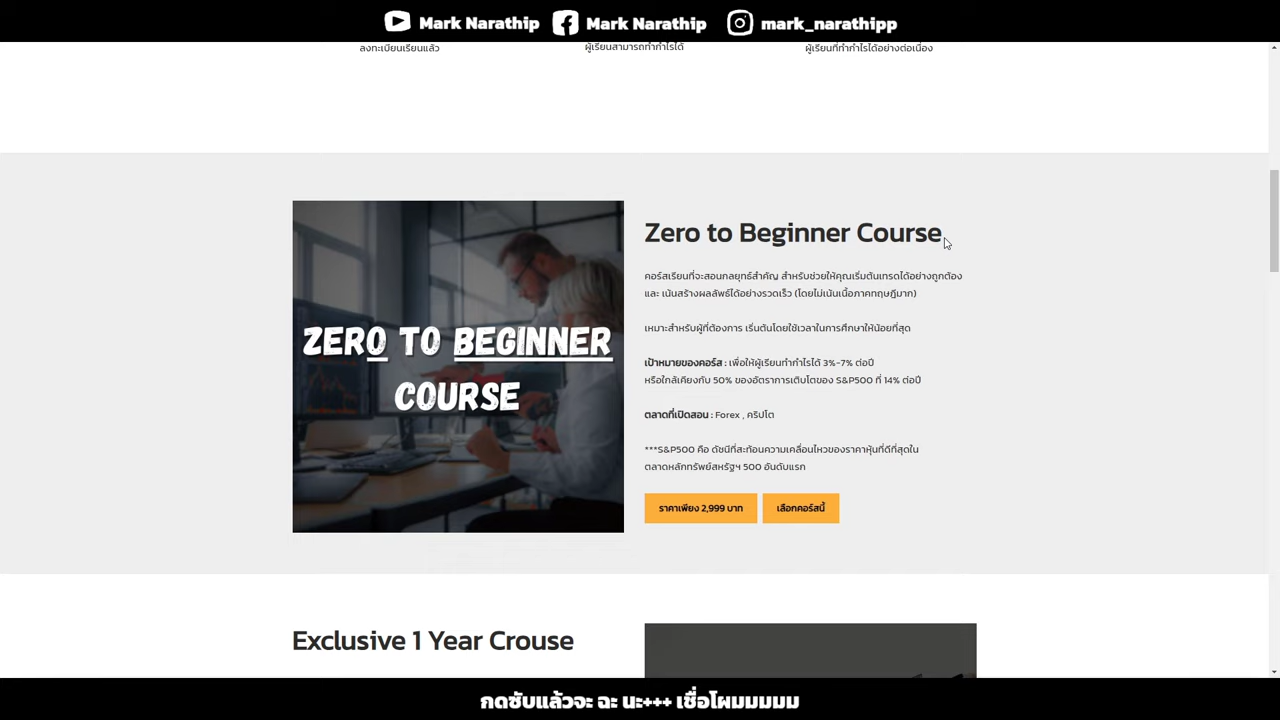 Mark Narathip Mark Narathip mark_narathipp
ลงทะเบียนเรียนแล้ว
ผู้เรียนสามารถทำกำไรได้
ผู้เรียนที่ทำกำไรได้อย่างต่อเนื่อง
ZERO TO BEGINNER
COURSE
Zero to Beginner Course
คอร์สเรียนที่จะสอนกลยุทธ์สำคัญ สำหรับช่วยให้คุณเริ่มต้นเทรดได้อย่างถูกต้อง
และ เน้นสร้างผลลัพธ์ได้อย่างรวดเร็ว (โดยไม่เน้นเนื้อภาคทฤษฎีมาก)
เหมาะสำหรับผู้ที่ต้องการ เริ่นต้นโดยใช้เวลาในการศึกษาให้น้อยที่สุด
เป้าหมายของคอร์ส : เพื่อให้ผู้เรียนทำกำไรได้ 3%-7% ต่อปี
หรือใกล้เคียงกับ 50% ของอัตราการเติบโตของ S&P500 ที่ 14% ต่อปี
ตลาดที่เปิดสอน : Forex , คริปโต
***S&P500 คือ ดัชนีที่สะท้อนความเคลื่อนไหวของราคาหุ้นที่ดีที่สุดใน
ตลาดหลักทรัพย์สหรัฐฯ 500 อันดับแรก
ราคาเพียง 2,999 บาท เลือกคอร์สนี้
Exclusive 1 Year Crouse
กดซับแล้วจะ ฉะ นะ+++ เชื่อโผมมมมม